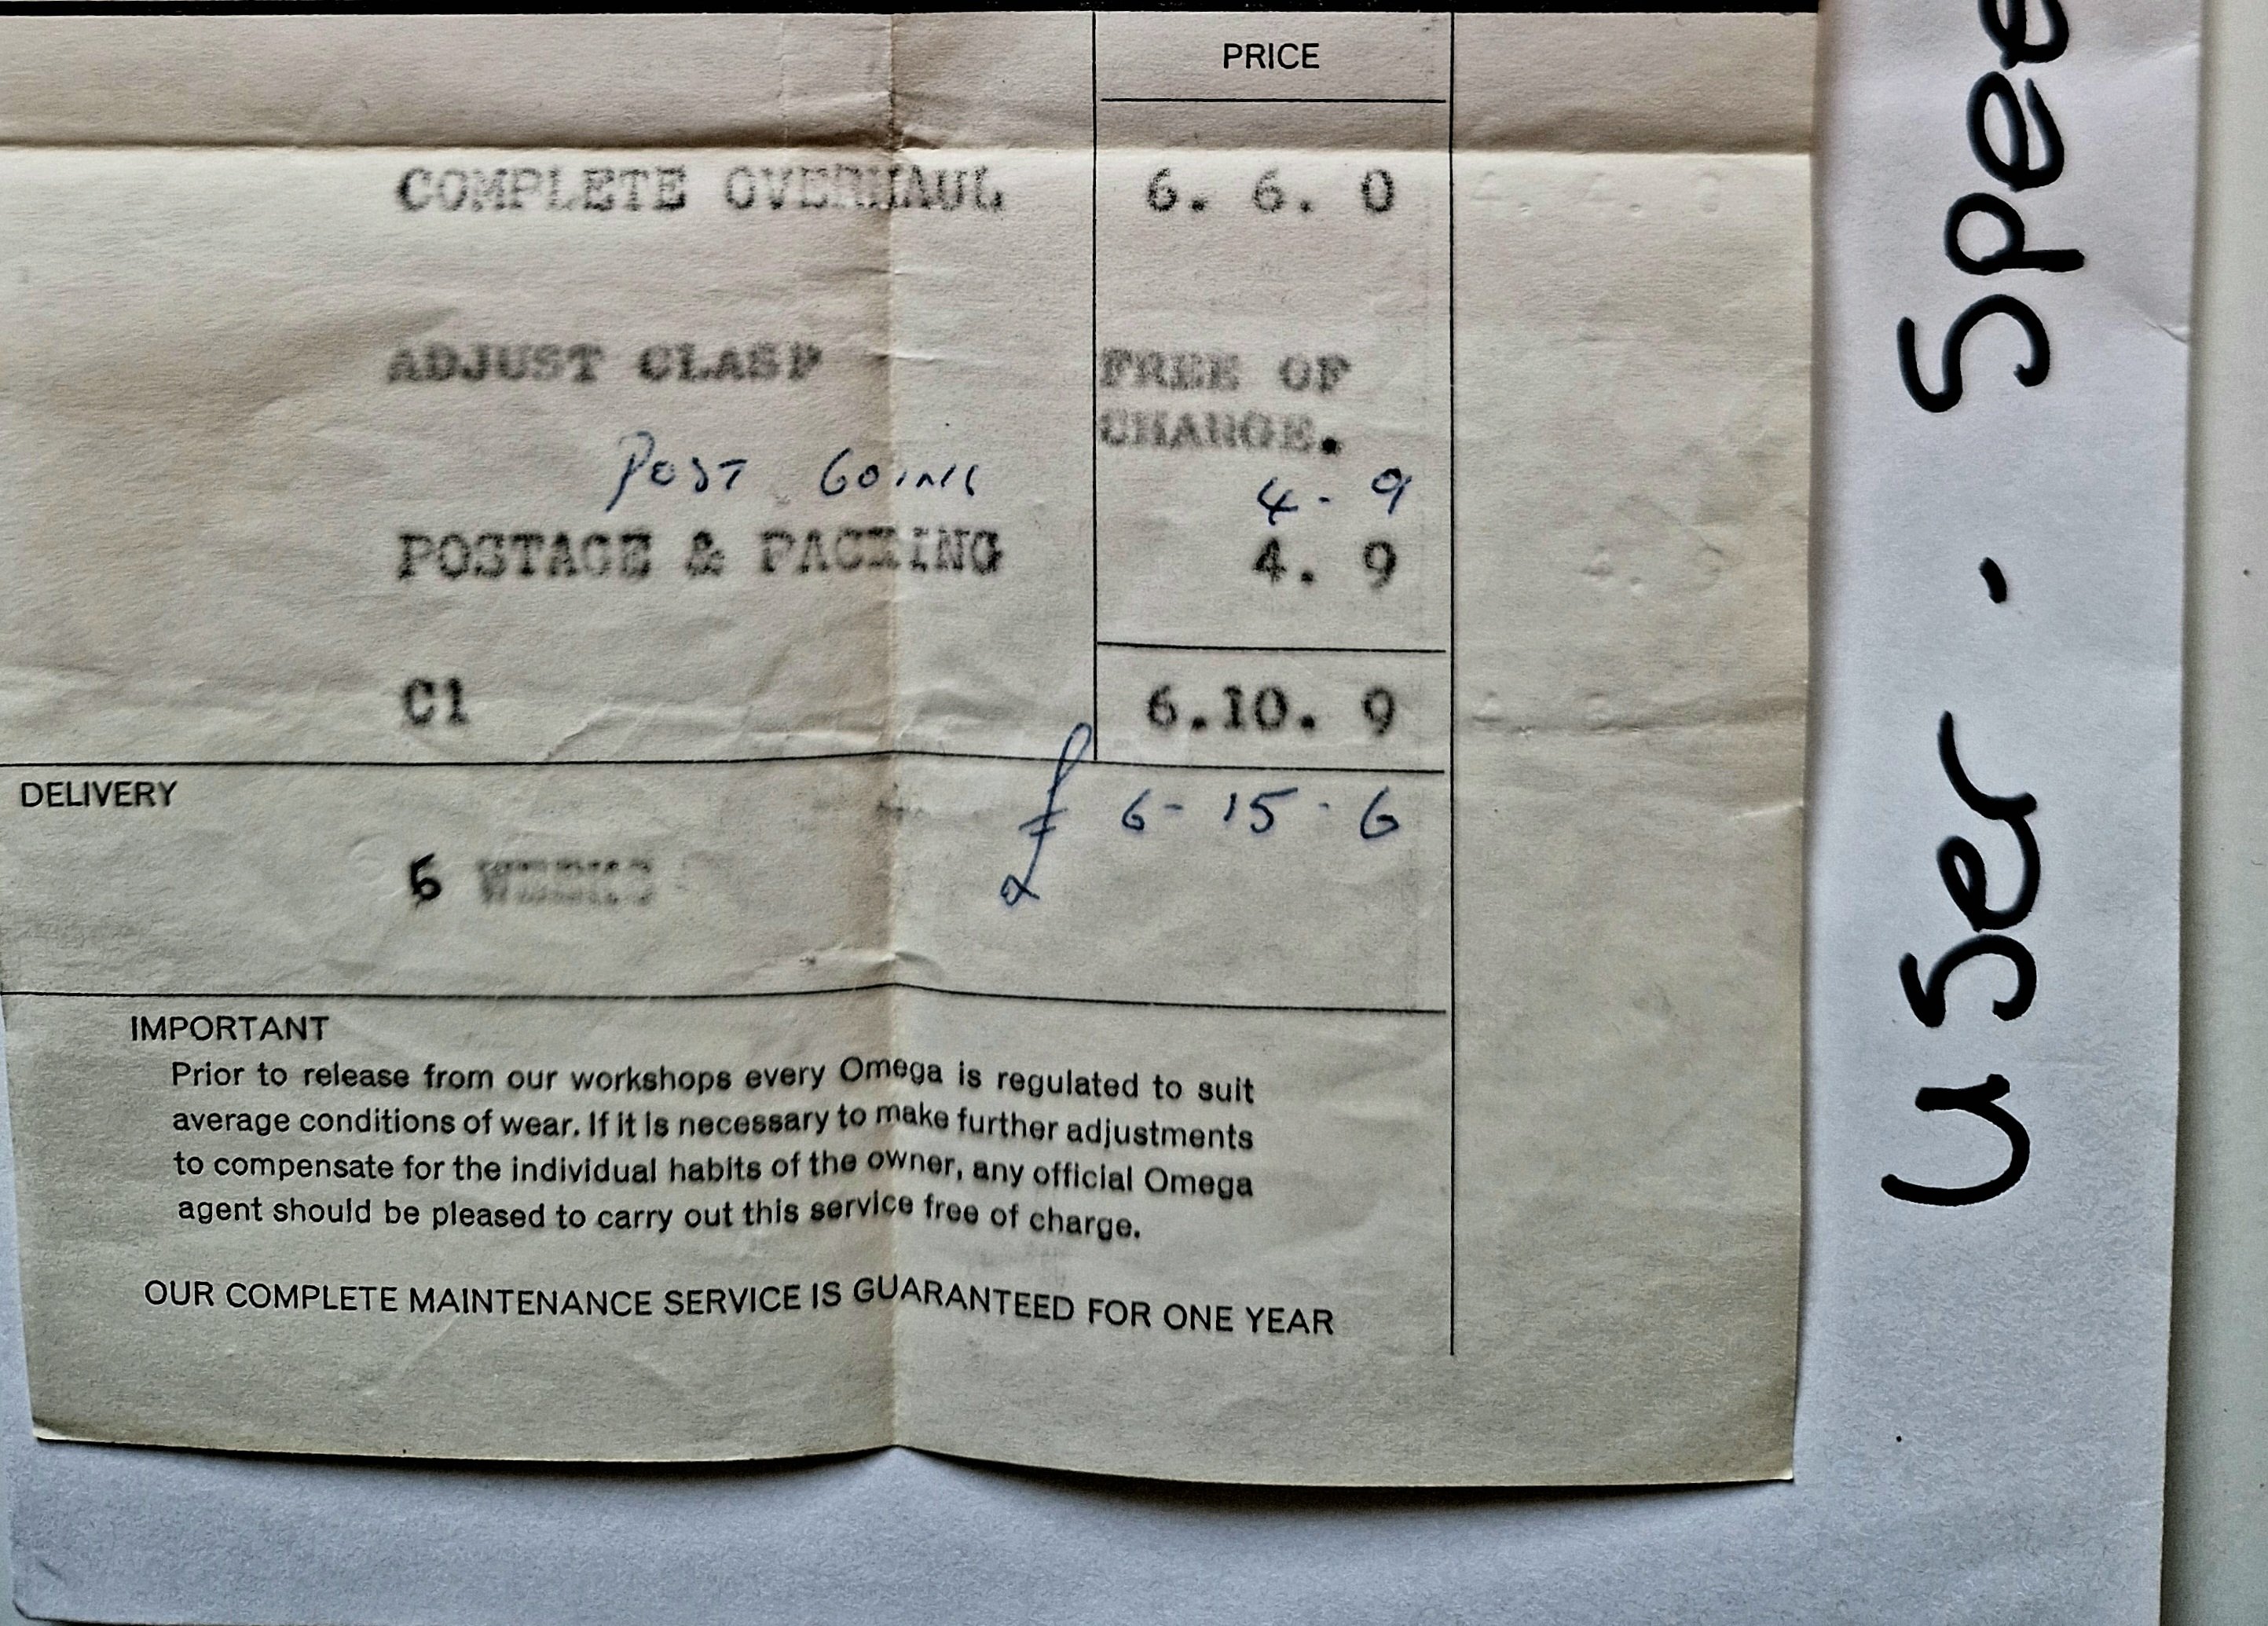 PRICE
COMPLETE OVERHAUL 6. 6. 0
ADJUST CLASP FREE OF
CHARGE.
POST GOING 4 - 9
POSTAGE & PACKING 4. 9
C1 6.10. 9
DELIVERY
£ 6 - 15 - 6
5 WEEKS
IMPORTANT
Prior to release from our workshops every Omega is regulated to suit
average conditions of wear. If it is necessary to make further adjustments
to compensate for the individual habits of the owner, any official Omega
agent should be pleased to carry out this service free of charge.
OUR COMPLETE MAINTENANCE SERVICE IS GUARANTEED FOR ONE YEAR
user - Spee